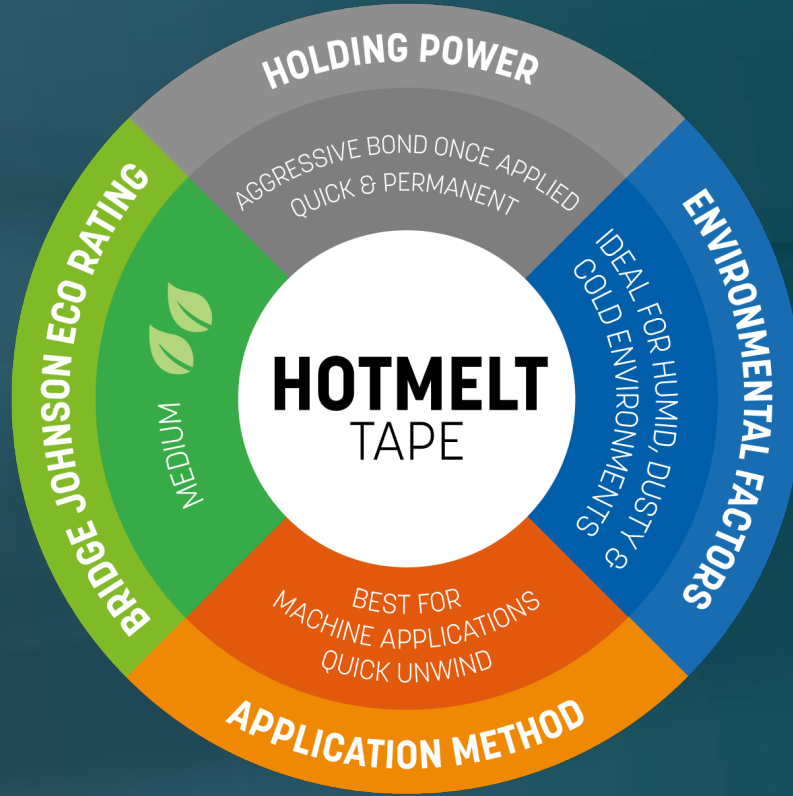 HOLDING POWER
AGGRESSIVE BOND ONCE APPLIED
QUICK & PERMANENT
ENVIRONMENTAL FACTORS
IDEAL FOR HUMID, DUSTY &
COLD ENVIRONMENTS
BRIDGE JOHNSON ECO RATING
MEDIUM
HOTMELT
TAPE
BEST FOR
MACHINE APPLICATIONS
QUICK UNWIND
APPLICATION METHOD